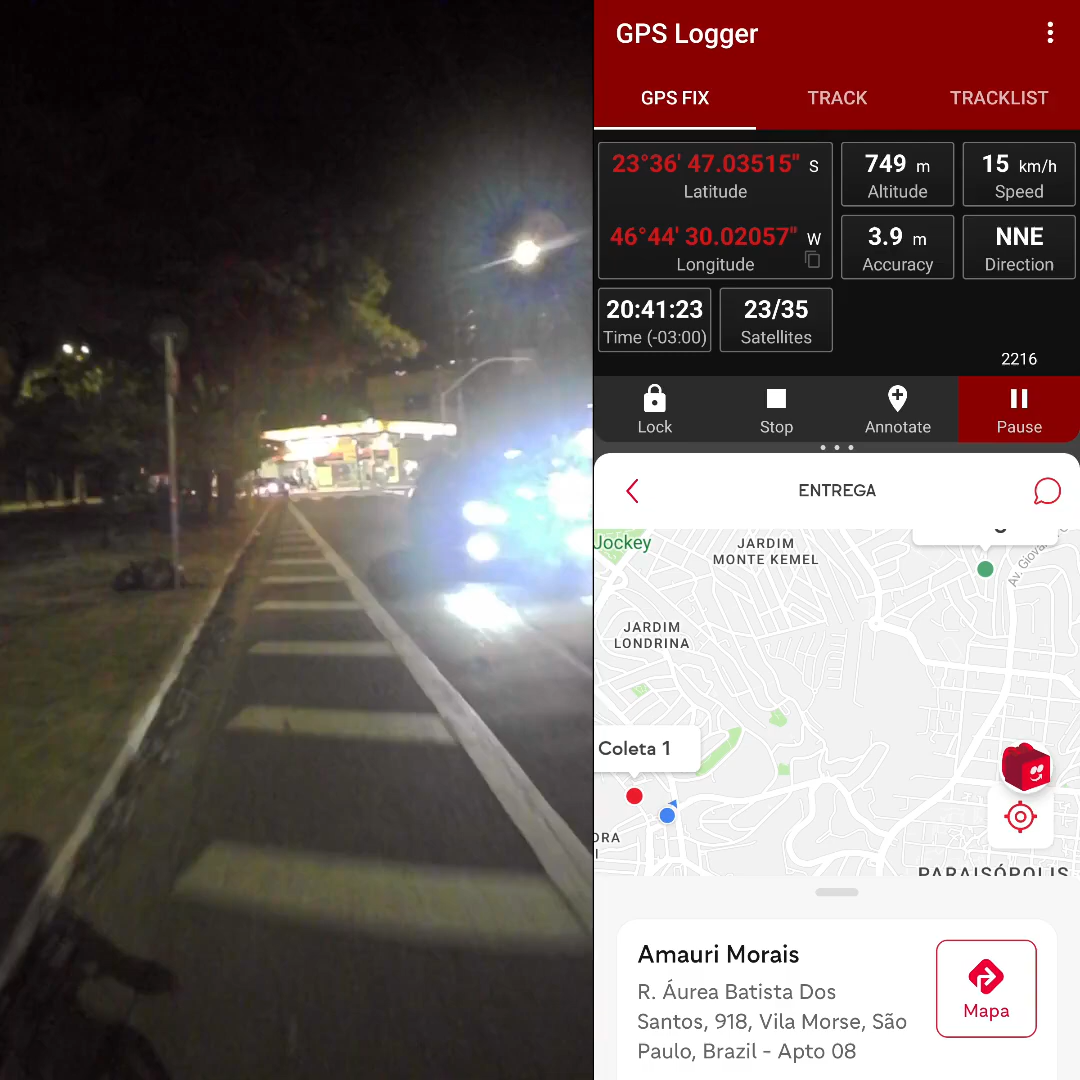 GPS Logger
GPS FIX
TRACK
TRACKLIST
23°36' 47.03515" S
Latitude
46°44' 30.02057" W
Longitude
749 m
Altitude
15 km/h
Speed
3.9 m
Accuracy
NNE
Direction
20:41:23
Time (-03:00)
23/35
Satellites
2216
Lock
Stop
Annotate
Pause
ENTREGA
Jockey
JARDIM
MONTE KEMEL
JARDIM
LONDRINA
Coleta 1
PARAISÓPOLIS
Amauri Morais
R. Áurea Batista Dos
Santos, 918, Vila Morse, São
Paulo, Brazil - Apto 08
Mapa